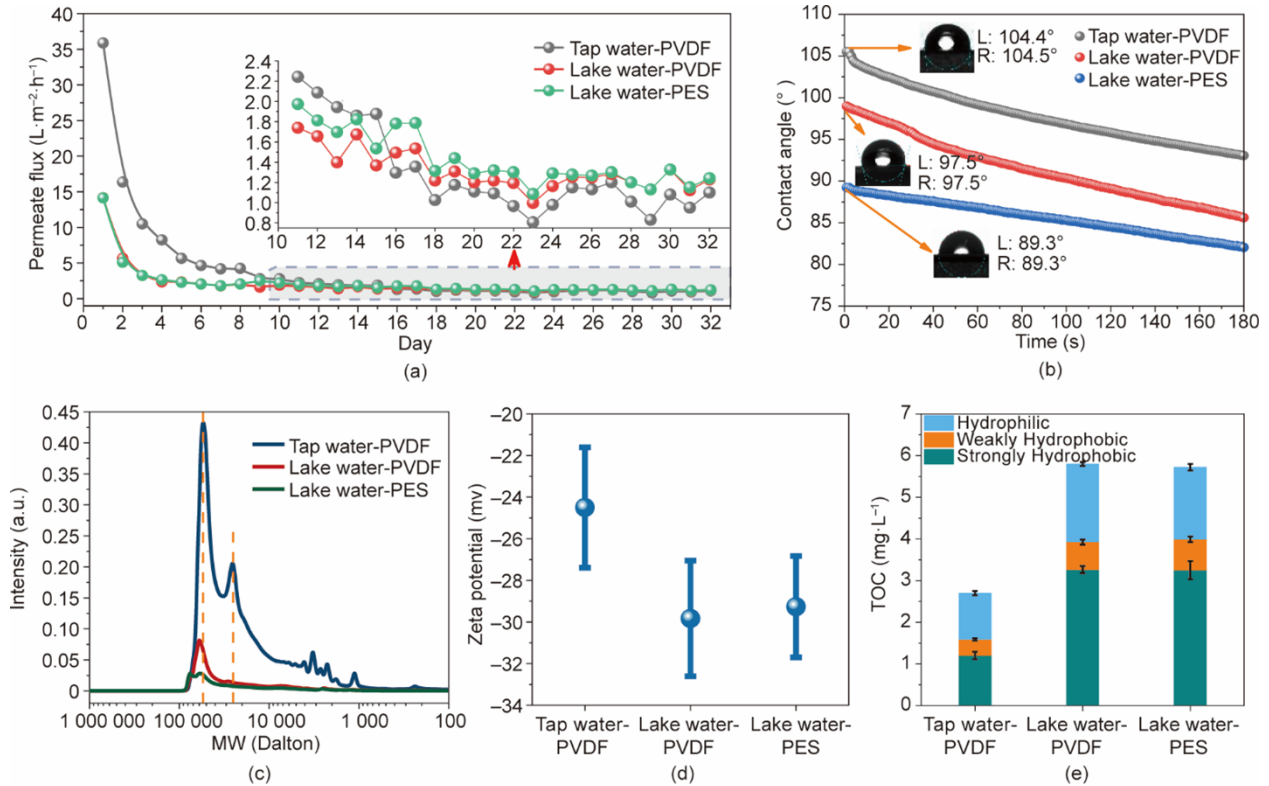 40
35
30
25
20
15
10
5
0
Permeate flux (L·m⁻²·h⁻¹)
Tap water-PVDF
Lake water-PVDF
Lake water-PES
2.4
2.2
2.0
1.8
1.6
1.4
1.2
1.0
0.8
10 12 14 16 18 20 22 24 26 28 30 32
0 2 4 6 8 10 12 14 16 18 20 22 24 26 28 30 32
Day
(a)
110
105
100
95
90
85
80
75
Contact angle (°)
L: 104.4°
R: 104.5°
Tap water-PVDF
Lake water-PVDF
Lake water-PES
L: 97.5°
R: 97.5°
L: 89.3°
R: 89.3°
0 20 40 60 80 100 120 140 160 180
Time (s)
(b)
0.45
0.40
0.35
0.30
0.25
0.20
0.15
0.10
0.05
0
Intensity (a.u.)
Tap water-PVDF
Lake water-PVDF
Lake water-PES
1 000 0000 100 000 10 000 1 000 100
MW (Dalton)
(c)
–20
–22
–24
–26
–28
–30
–32
–34
Zeta potential (mv)
Tap water-
PVDF
Lake water-
PVDF
Lake water-
PES
(d)
7
6
5
4
3
2
1
0
TOC (mg·L⁻¹)
Hydrophilic
Weakly Hydrophobic
Strongly Hydrophobic
Tap water-
PVDF
Lake water-
PVDF
Lake water-
PES
(e)